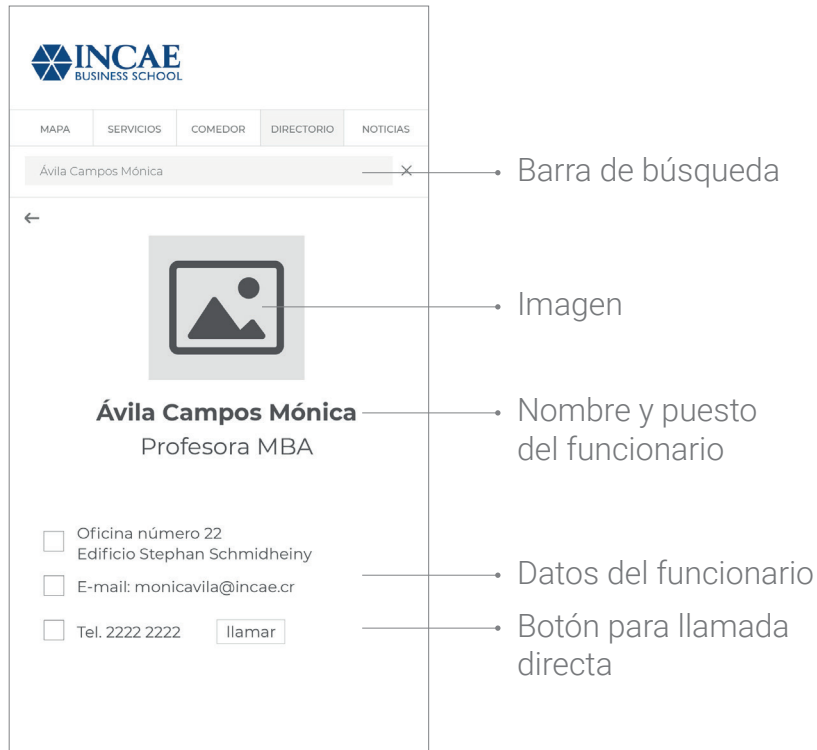 INCAE
BUSINESS SCHOOL
MAPA SERVICIOS COMEDOR DIRECTORIO NOTICIAS
Ávila Campos Mónica
Barra de búsqueda
Imagen
Ávila Campos Mónica
Profesora MBA
Nombre y puesto
del funcionario
Oficina número 22
Edificio Stephan Schmidheiny
E-mail: monicavila@incae.cr
Datos del funcionario
Tel. 2222 2222 llamar
Botón para llamada
directa